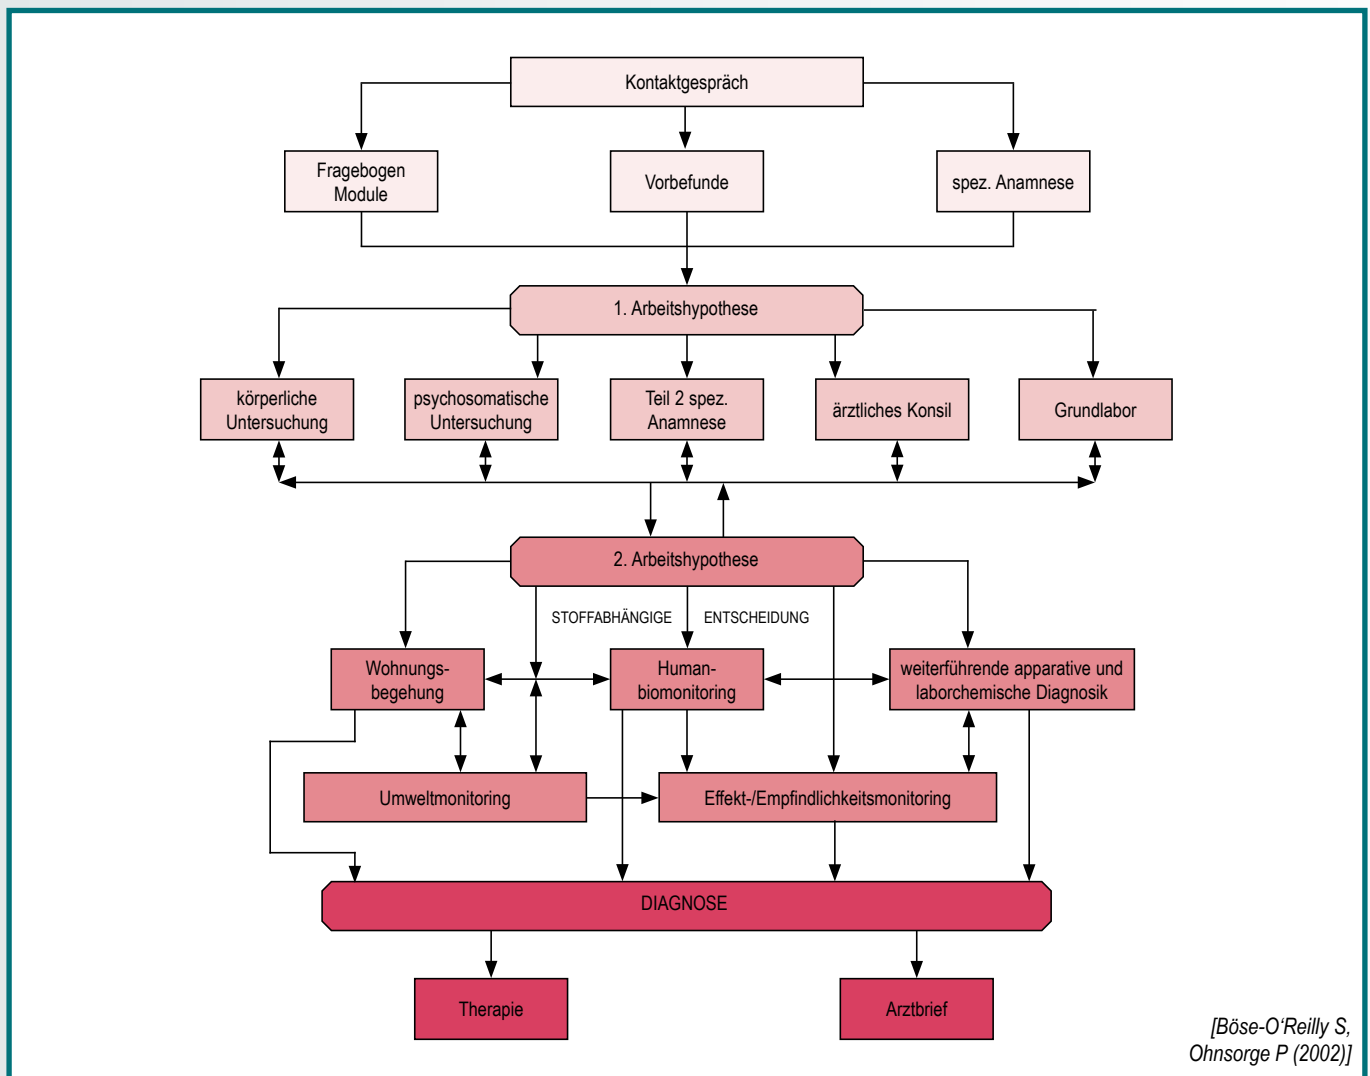 Kontaktgespräch
Fragebogen
Module
Vorbefunde
spez. Anamnese
1. Arbeitshypothese
körperliche
Untersuchung
psychosomatische
Untersuchung
Teil 2 spez.
Anamnese
ärztliches Konsil
Grundlabor
2. Arbeitshypothese
STOFFABHÄNGIGE ENTSCHEIDUNG
Wohnungs-
begehung
Human-
biomonitoring
weiterführende apparative und
laborchemische Diagnosik
Umweltmonitoring
Effekt-/Empfindlichkeitsmonitoring
DIAGNOSE
Therapie
Arztbrief
[Böse-O‘Reilly S,
Ohnsorge P (2002)]